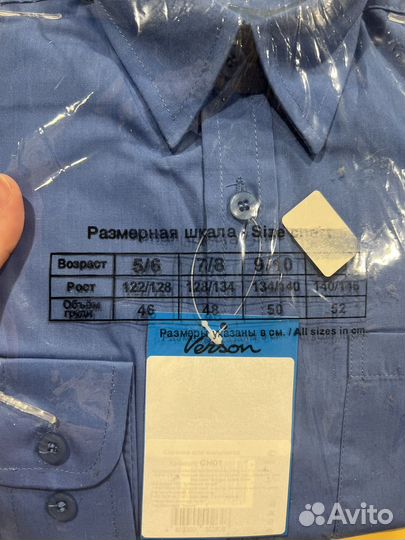 Размерная шкала / Size chart
Возраст 5/6 7/8 9/10
Рост 122/128 128/134 134/140 140/146
Объём груди 46 48 50 52
Размеры указаны в см. / All sizes in cm.
Verson
Avito